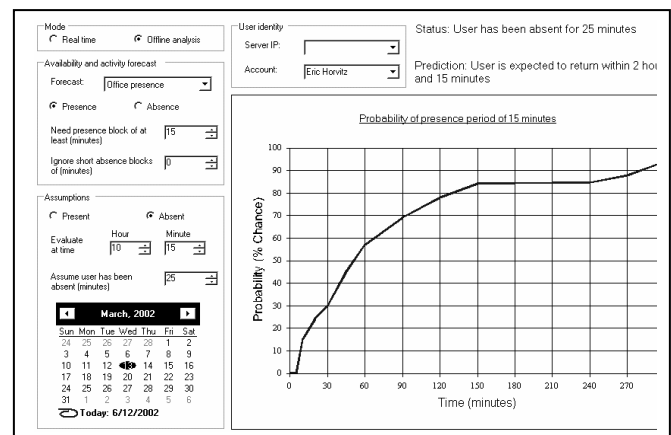 Mode
Real time Offline analysis
Availability and activity forecast
Forecast: Office presence
Presence Absence
Need presence block of at
least (minutes) 15
Ignore short absence blocks
of (minutes) 0
Assumptions
Present Absent
Hour Minute
Evaluate
at time 10 15
Assume user has been
absent (minutes) 25
March, 2002
Sun Mon Tue Wed Thu Fri Sat
24 25 26 27 28 1 2
3 4 5 6 7 8 9
10 11 12 13 14 15 16
17 18 19 20 21 22 23
24 25 26 27 28 29 30
31 1 2 3 4 5 6
Today: 6/12/2002
User identity
Server IP:
Account: Eric Horvitz
Status: User has been absent for 25 minutes
Prediction: User is expected to return within 2 hou
and 15 minutes
Probability of presence period of 15 minutes
Probability (% Chance)
100
90
80
70
60
50
40
30
20
10
0
0 30 60 90 120 150 180 210 240 270
Time (minutes)